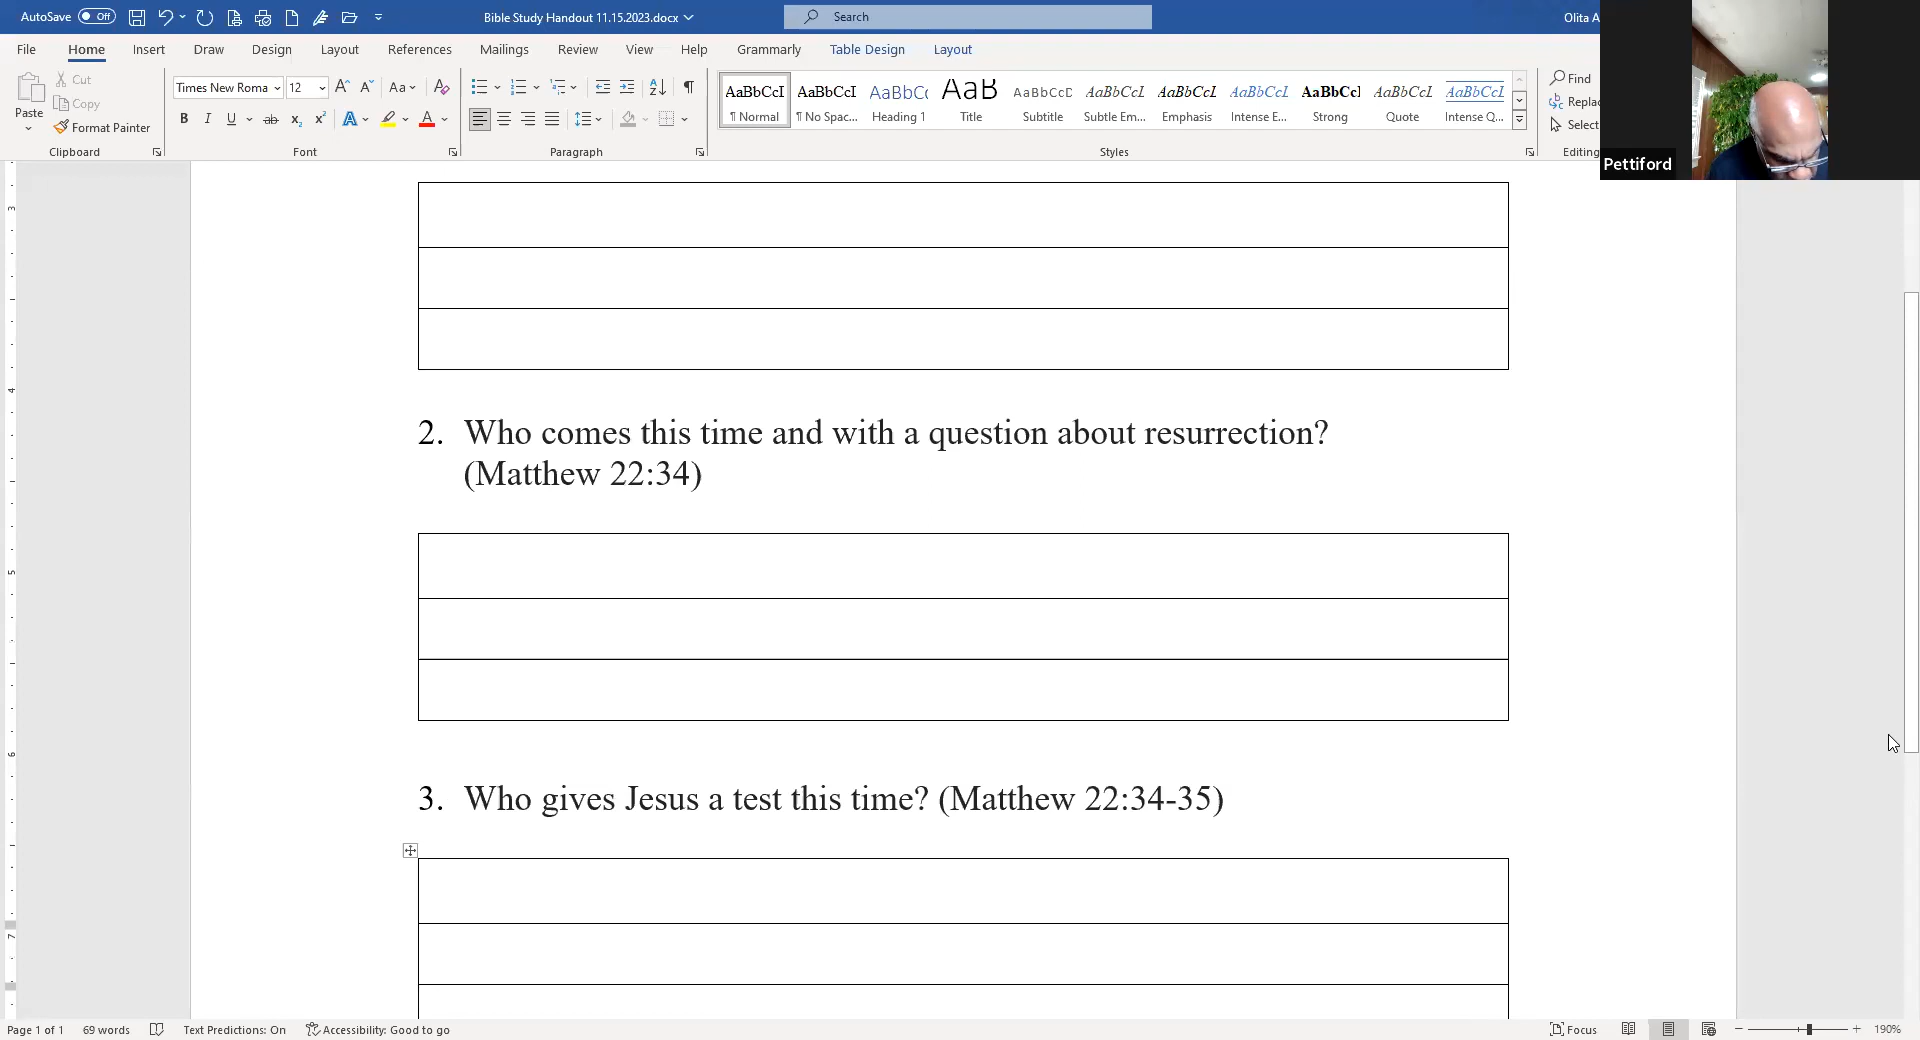 AutoSave Off Bible Study Handout 11.15.2023.docx Search Olita A
File Home Insert Draw Design Layout References Mailings Review View Help Grammarly Table Design Layout
Paste Cut Copy Format Painter
Times New Roma 12
AaBbCcI AaBbCcI AaBbCc AaB AaBbCcD AaBbCcI AaBbCcI AaBbCcI AaBbCcI AaBbCcI AaBbCcI
¶ Normal ¶ No Spac... Heading 1 Title Subtitle Subtle Em... Emphasis Intense E... Strong Quote Intense Q...
Find
Replac
Select
Clipboard Font Paragraph Styles Editing
Pettiford
2. Who comes this time and with a question about resurrection?
(Matthew 22:34)
3. Who gives Jesus a test this time? (Matthew 22:34-35)
Page 1 of 1 69 words Text Predictions: On Accessibility: Good to go Focus 190%